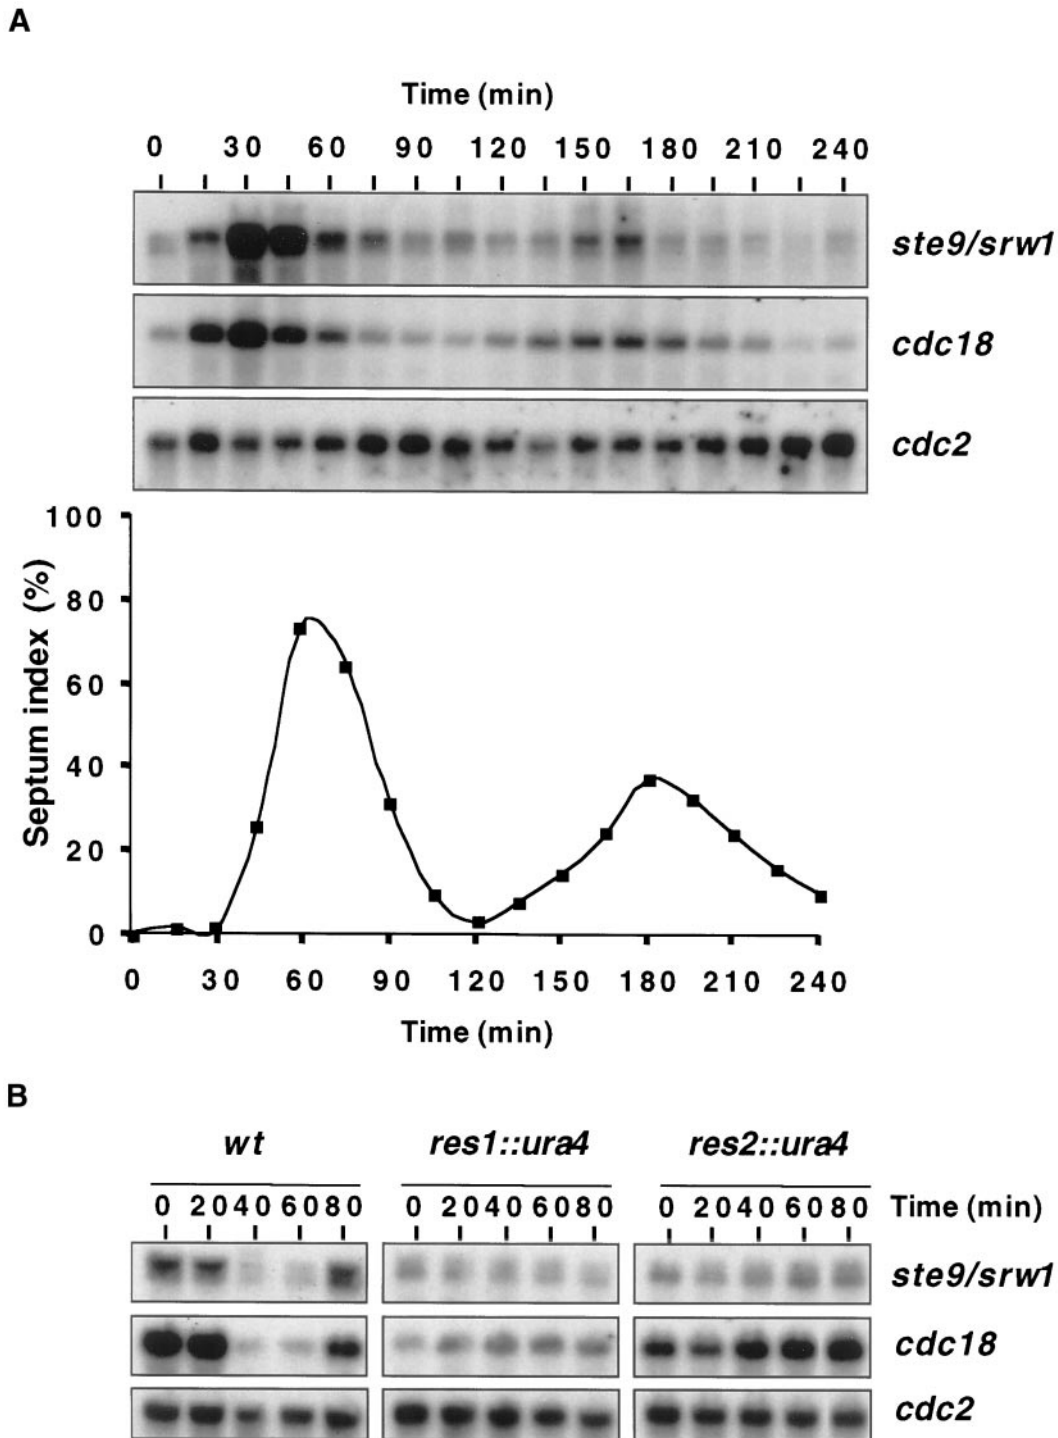 A
Time (min)
0 30 60 90 120 150 180 210 240
ste9/srw1
cdc18
cdc2
100
80
60
40
20
0
Septum index (%)
0 30 60 90 120 150 180 210 240
Time (min)
B
wt res1::ura4 res2::ura4
0 20 40 60 80 0 20 40 60 80 0 20 40 60 80 Time (min)
ste9/srw1
cdc18
cdc2